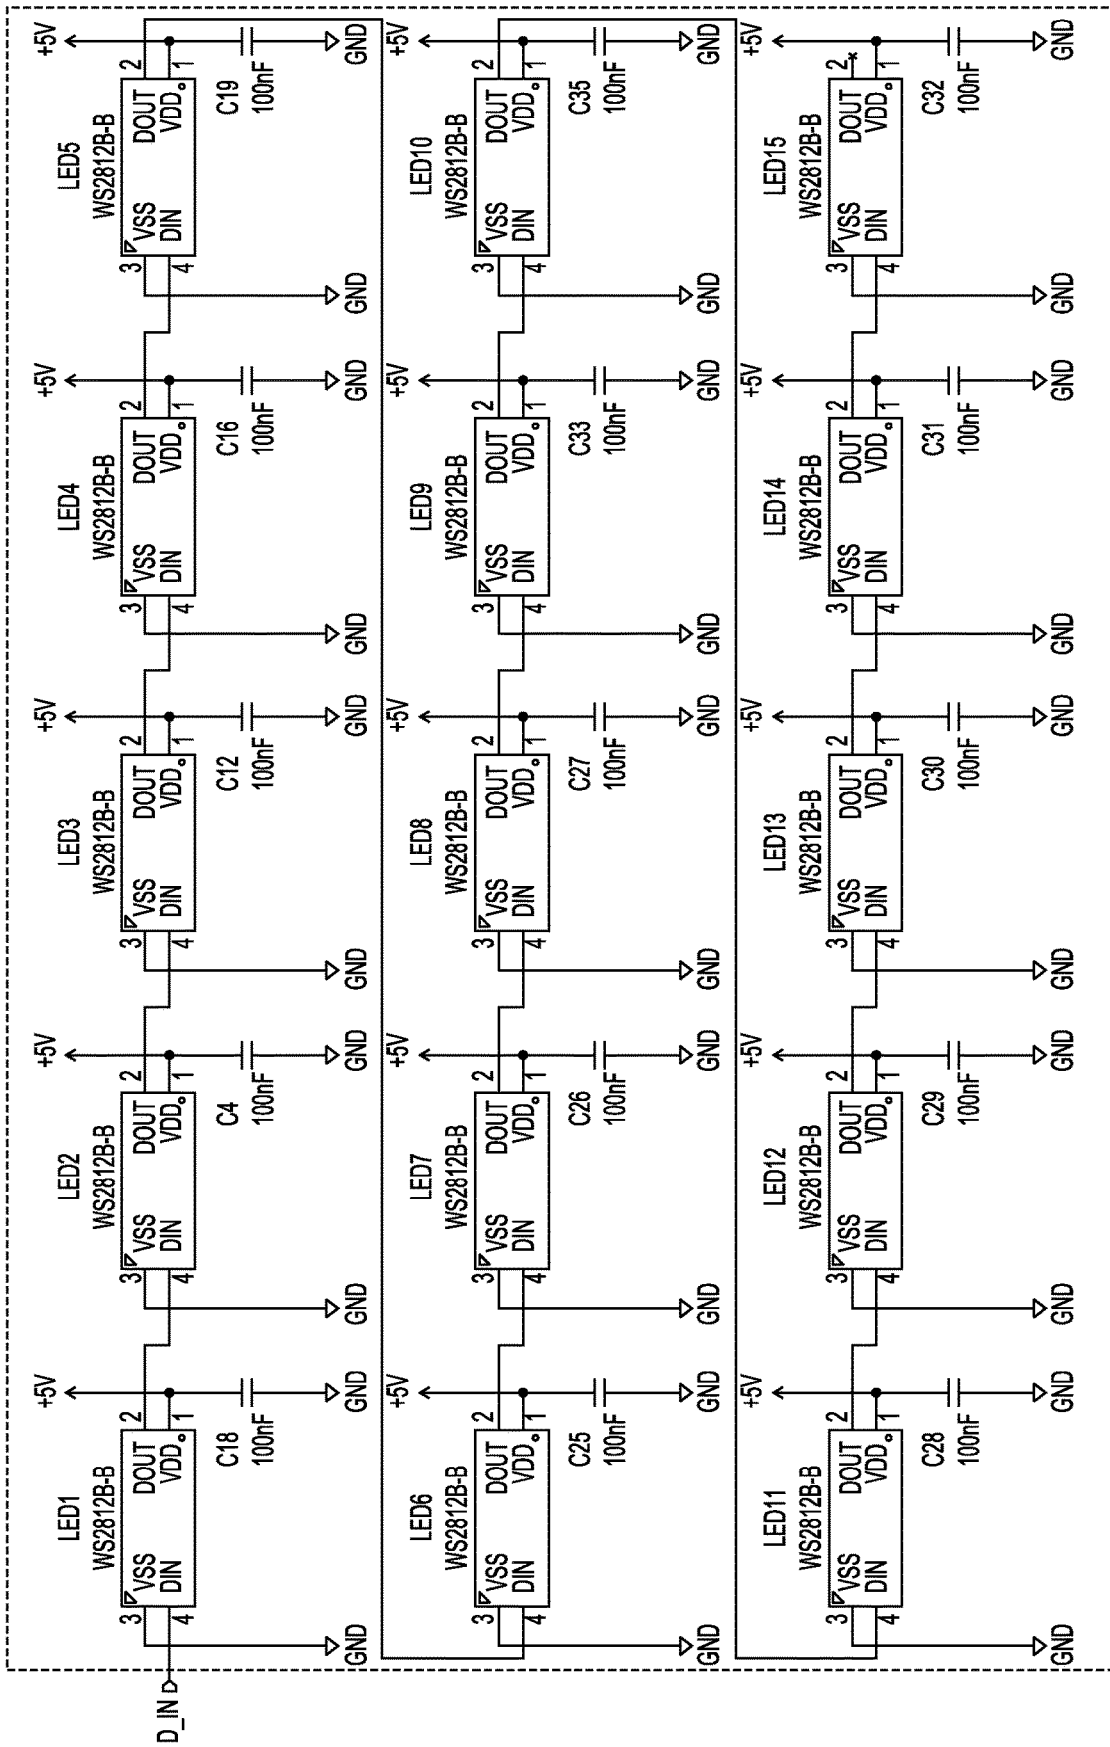 D_IN
LED1
WS2812B-B
3 VSS DOUT 2
4 DIN VDD 1
+5V
C18
100nF
GND
GND
LED2
WS2812B-B
3 VSS DOUT 2
4 DIN VDD 1
+5V
C4
100nF
GND
GND
LED3
WS2812B-B
3 VSS DOUT 2
4 DIN VDD 1
+5V
C12
100nF
GND
GND
LED4
WS2812B-B
3 VSS DOUT 2
4 DIN VDD 1
+5V
C16
100nF
GND
GND
LED5
WS2812B-B
3 VSS DOUT 2
4 DIN VDD 1
+5V
C19
100nF
GND
GND
LED6
WS2812B-B
3 VSS DOUT 2
4 DIN VDD 1
+5V
C25
100nF
GND
GND
LED7
WS2812B-B
3 VSS DOUT 2
4 DIN VDD 1
+5V
C26
100nF
GND
GND
LED8
WS2812B-B
3 VSS DOUT 2
4 DIN VDD 1
+5V
C27
100nF
GND
GND
LED9
WS2812B-B
3 VSS DOUT 2
4 DIN VDD 1
+5V
C33
100nF
GND
GND
LED10
WS2812B-B
3 VSS DOUT 2
4 DIN VDD 1
+5V
C35
100nF
GND
GND
LED11
WS2812B-B
3 VSS DOUT 2
4 DIN VDD 1
+5V
C28
100nF
GND
GND
LED12
WS2812B-B
3 VSS DOUT 2
4 DIN VDD 1
+5V
C29
100nF
GND
GND
LED13
WS2812B-B
3 VSS DOUT 2
4 DIN VDD 1
+5V
C30
100nF
GND
GND
LED14
WS2812B-B
3 VSS DOUT 2
4 DIN VDD 1
+5V
C31
100nF
GND
GND
LED15
WS2812B-B
3 VSS DOUT 2
4 DIN VDD 1
+5V
C32
100nF
GND
GND